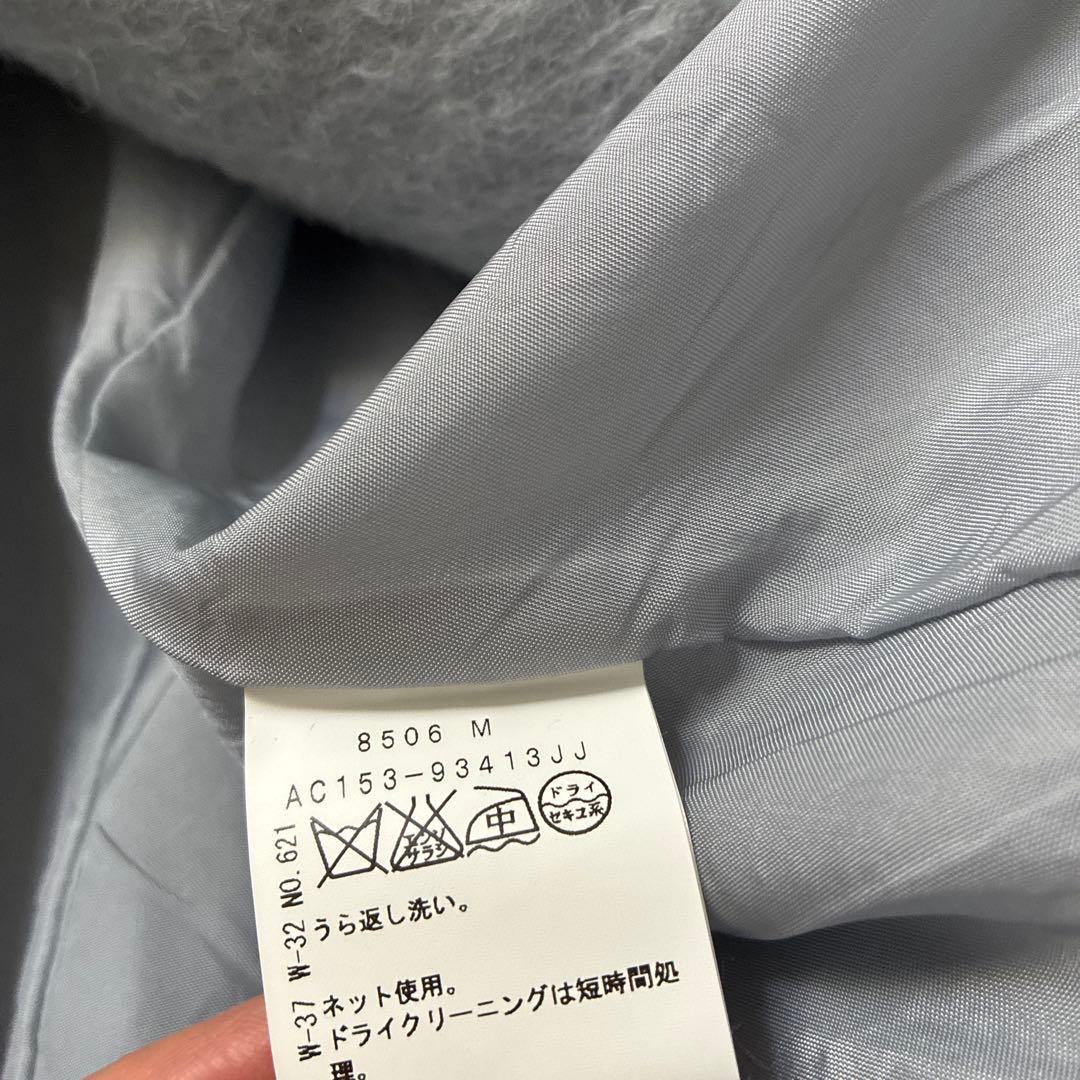 8506 M
AC153-93413JJ
エンソ
サラシ
中
ドライ
セキユ系
NO.621
W-32
うら返し洗い。
W-37
ネット使用。
ドライクリーニングは短時間処
理。